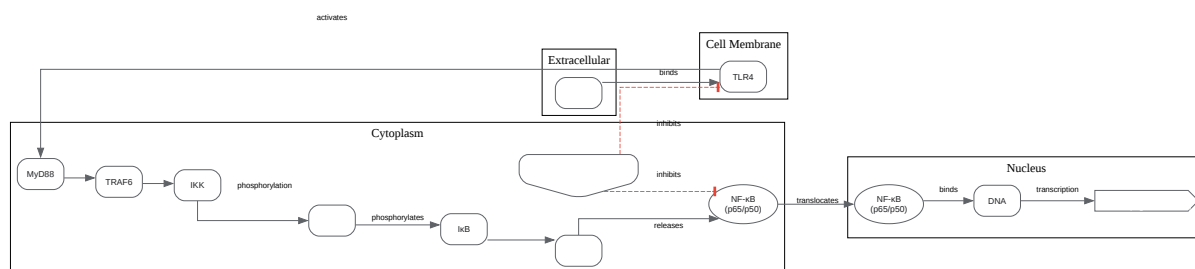 activates
Cell Membrane
Extracellular
binds
TLR4
inhibits
Cytoplasm
MyD88
TRAF6
IKK
phosphorylation
inhibits
phosphorylates
IκB
releases
NF-κB
(p65/p50)
translocates
Nucleus
NF-κB
(p65/p50)
binds
DNA
transcription